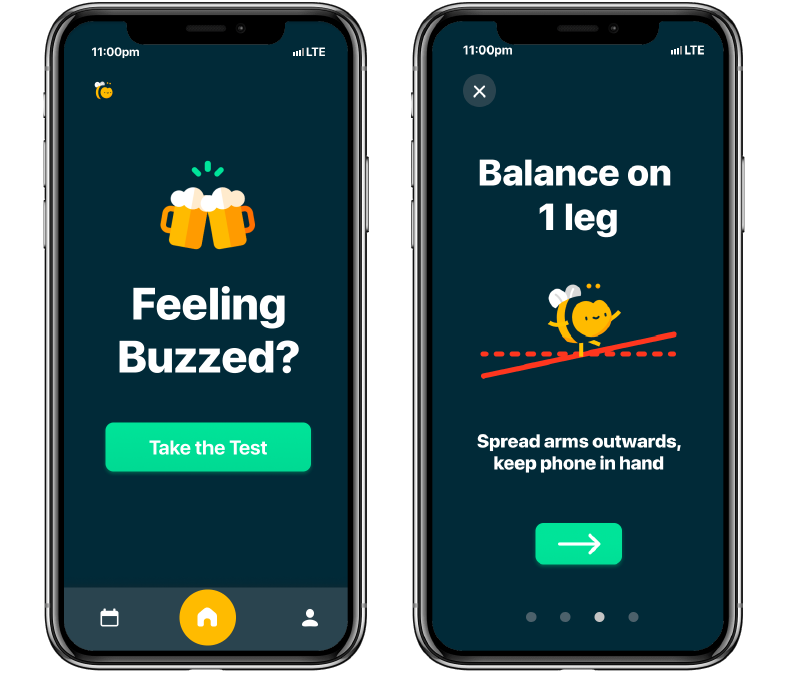 11:00pm
LTE
Feeling
Buzzed?
Take the Test
11:00pm
LTE
Balance on
1 leg
Spread arms outwards,
keep phone in hand